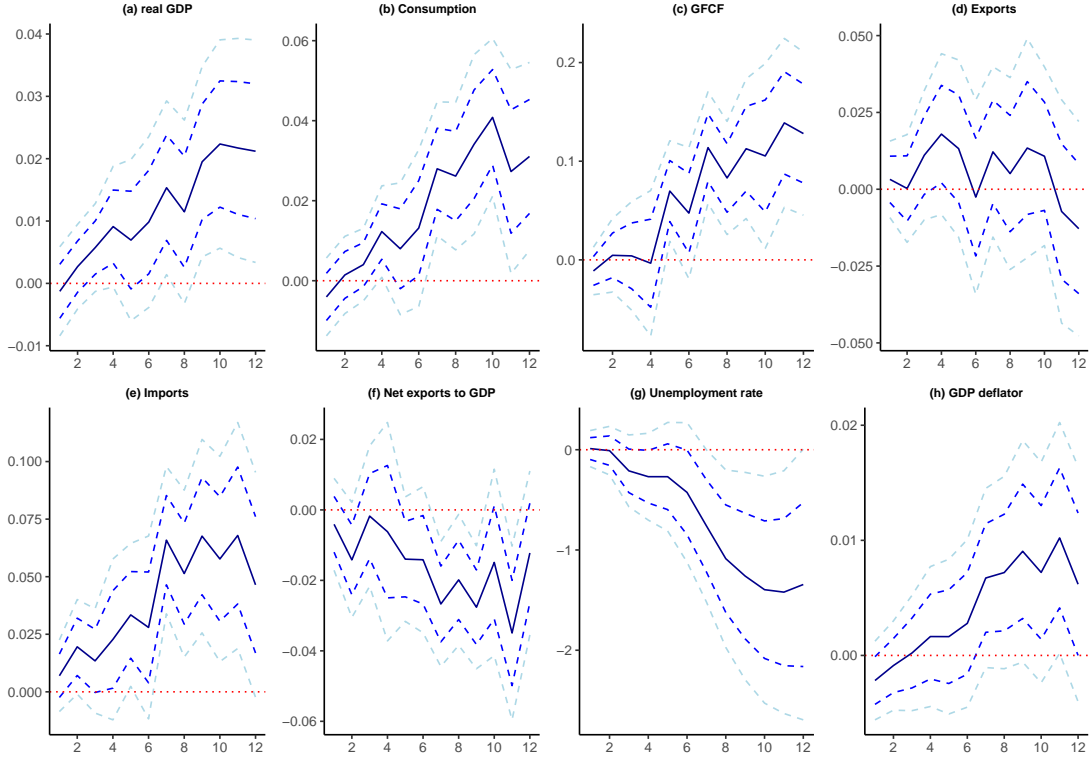 (a) real GDP
0.04
0.03
0.02
0.01
0.00
−0.01
2 4 6 8 10 12
(b) Consumption
0.06
0.04
0.02
0.00
2 4 6 8 10 12
(c) GFCF
0.2
0.1
0.0
2 4 6 8 10 12
(d) Exports
0.050
0.025
0.000
−0.025
−0.050
2 4 6 8 10 12
(e) Imports
0.100
0.075
0.050
0.025
0.000
2 4 6 8 10 12
(f) Net exports to GDP
0.02
0.00
−0.02
−0.04
−0.06
2 4 6 8 10 12
(g) Unemployment rate
0
−1
−2
2 4 6 8 10 12
(h) GDP deflator
0.02
0.01
0.00
2 4 6 8 10 12